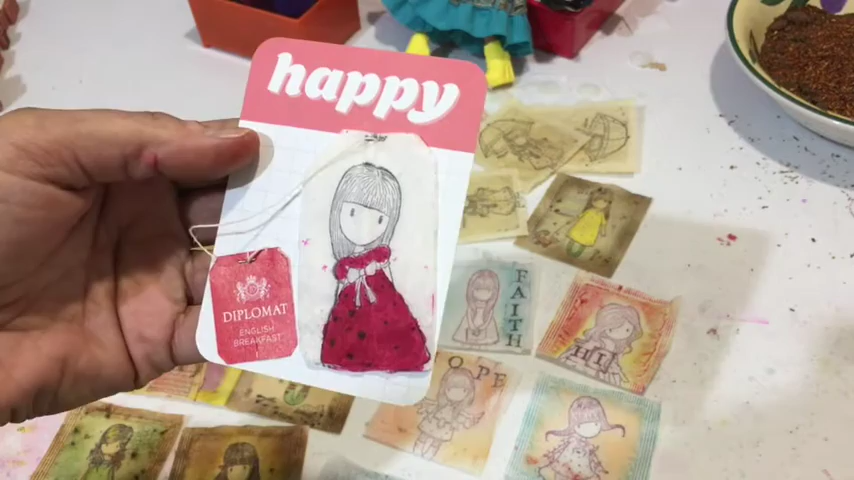 happy
DIPLOMAT
ENGLISH
BREAKFAST
FAITH
HI
OPE